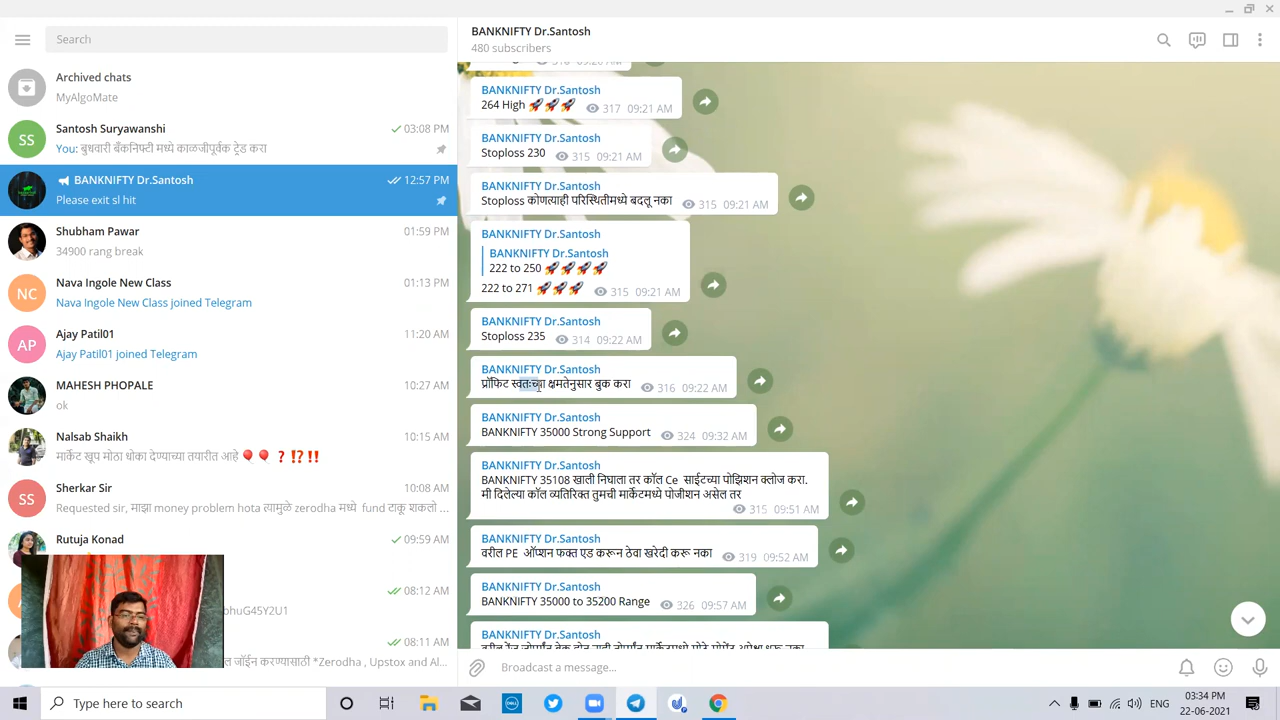 Search
BANKNIFTY Dr.Santosh
480 subscribers
Archived chats
MyAlgoMate
Santosh Suryawanshi
03:08 PM
You: बुधवारी बँकनिफ्टी मध्ये काळजीपूर्वक ट्रेड करा
SS
BANKNIFTY Dr.Santosh
12:57 PM
Please exit sl hit
Shubham Pawar
01:59 PM
34900 rang break
NC
Nava Ingole New Class
01:13 PM
Nava Ingole New Class joined Telegram
AP
Ajay Patil01
11:20 AM
Ajay Patil01 joined Telegram
MAHESH PHOPALE
10:27 AM
ok
Nalsab Shaikh
10:15 AM
मार्केट खूप मोठा धोका देण्याच्या तयारीत आहे 🎈 🎈 ❓ ⁉️ ‼️
SS
Sherkar Sir
10:08 AM
Requested sir, माझा money problem hota त्यामुळे zerodha मध्ये fund टाकू शकलो ...
Rutuja Konad
09:59 AM
08:12 AM
bhuG45Y2U1
08:11 AM
ल जॉईन करण्यासाठी *Zerodha , Upstox and Al...
BANKNIFTY Dr.Santosh
264 High 🚀🚀🚀 317 09:21 AM
BANKNIFTY Dr.Santosh
Stoploss 230 315 09:21 AM
BANKNIFTY Dr.Santosh
Stoploss कोणत्याही परिस्थितीमध्ये बदलू नका 315 09:21 AM
BANKNIFTY Dr.Santosh
BANKNIFTY Dr.Santosh
222 to 250 🚀🚀🚀🚀
222 to 271 🚀🚀🚀 315 09:21 AM
BANKNIFTY Dr.Santosh
Stoploss 235 314 09:22 AM
BANKNIFTY Dr.Santosh
प्रॉफिट स्वतःच्या क्षमतेनुसार बुक करा 316 09:22 AM
BANKNIFTY Dr.Santosh
BANKNIFTY 35000 Strong Support 324 09:32 AM
BANKNIFTY Dr.Santosh
BANKNIFTY 35108 खाली निघाला तर कॉल Ce साईटच्या पोझिशन क्लोज करा.
मी दिलेल्या कॉल व्यतिरिक्त तुमची मार्केटमध्ये पोजीशन असेल तर
315 09:51 AM
BANKNIFTY Dr.Santosh
वरील PE ऑप्शन फक्त एड करून ठेवा खरेदी करू नका 319 09:52 AM
BANKNIFTY Dr.Santosh
BANKNIFTY 35000 to 35200 Range 326 09:57 AM
BANKNIFTY Dr.Santosh
Broadcast a message...
Type here to search
ENG
03:34 PM
22-06-2021